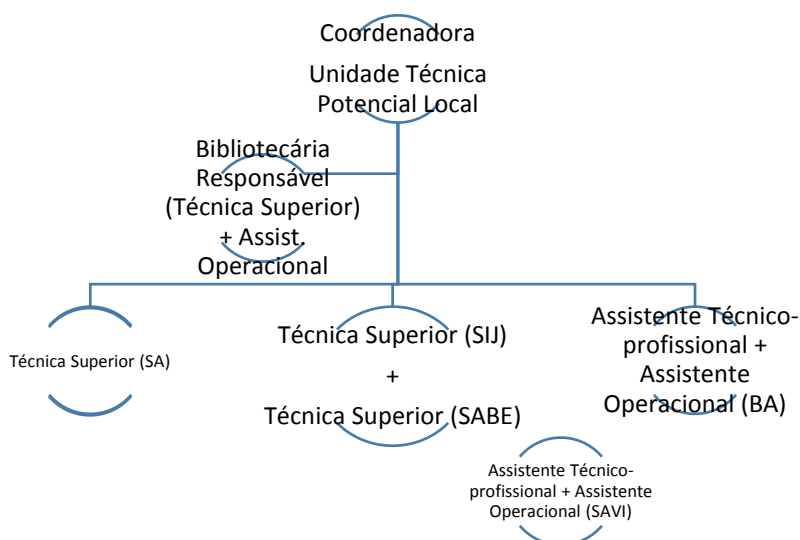 Coordenadora
Unidade Técnica
Potencial Local
Bibliotecária
Responsável
(Técnica Superior)
+ Assist.
Operacional
Técnica Superior (SA)
Técnica Superior (SIJ)
+
Técnica Superior (SABE)
Assistente Técnico-
profissional +
Assistente
Operacional (BA)
Assistente Técnico-
profissional + Assistente
Operacional (SAVI)